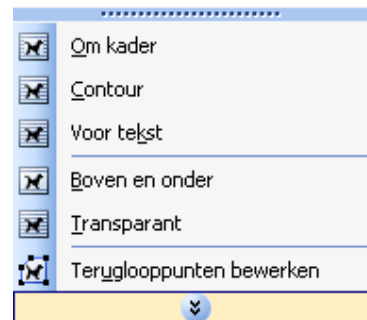 Om kader
Contour
Voor tekst
Boven en onder
Transparant
Teruglooppunten bewerken